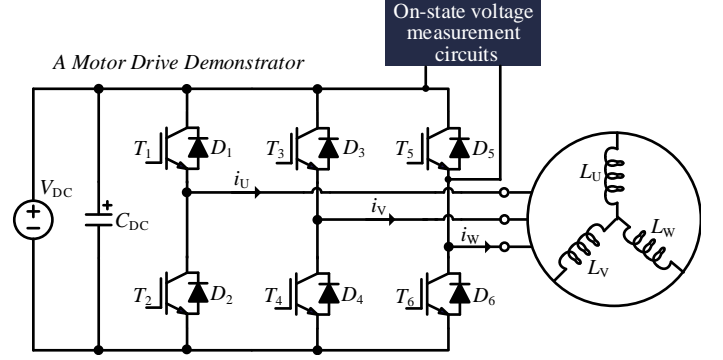 On-state voltage
measurement
circuits
A Motor Drive Demonstrator
T1 D1 T3 D3 T5 D5
VDC
CDC
iU
iV
iW
LU
LW
LV
T2 D2 T4 D4 T6 D6